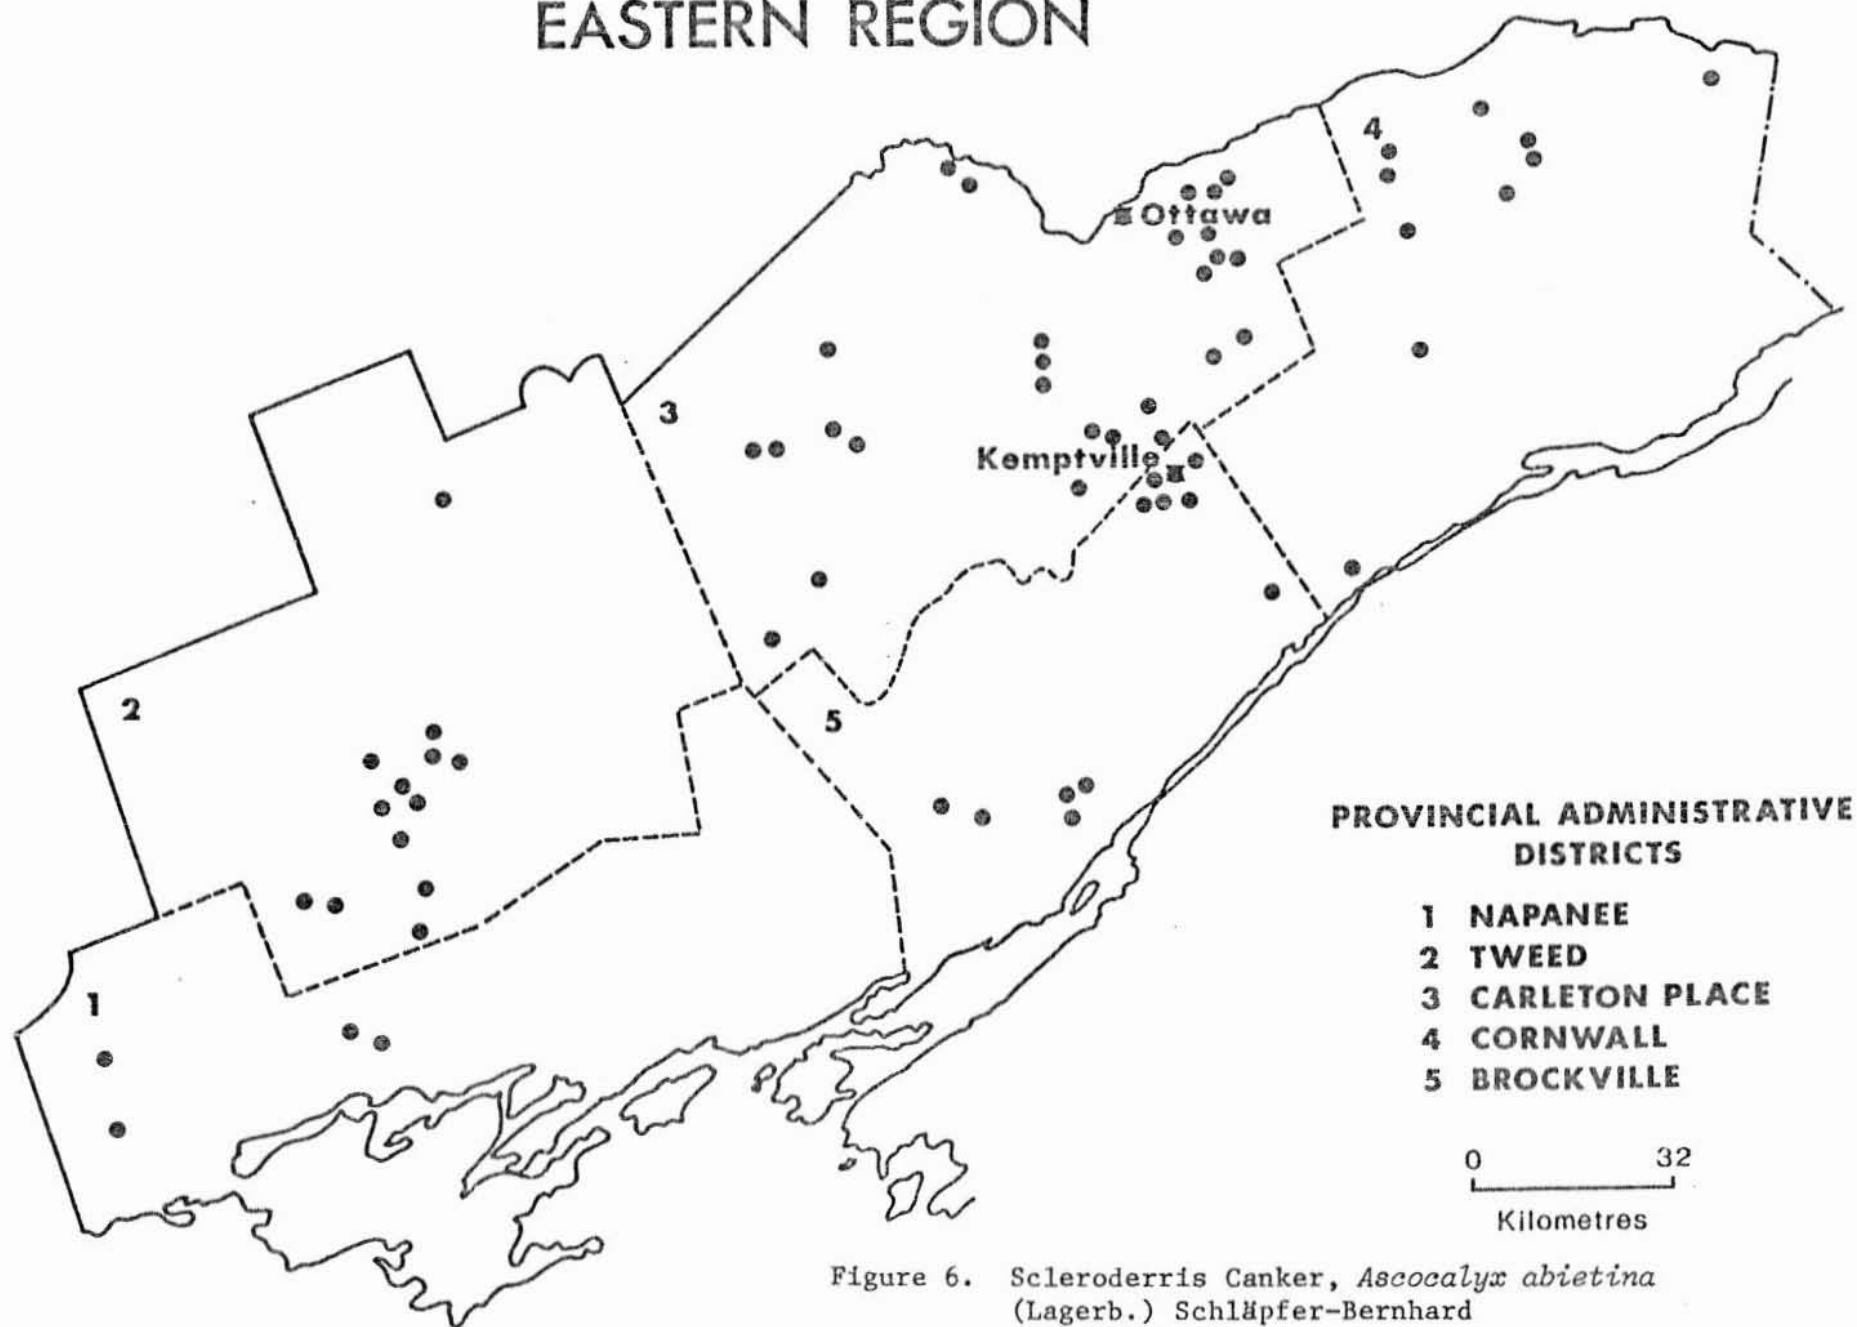 EASTERN REGION
4
Ottawa
3
Kemptville
2
5
1
PROVINCIAL ADMINISTRATIVE
DISTRICTS
1 NAPANEE
2 TWEED
3 CARLETON PLACE
4 CORNWALL
5 BROCKVILLE
0 32
Kilometres
Figure 6. Scleroderris Canker, Ascocalyx abietina
(Lagerb.) Schläpfer-Bernhard